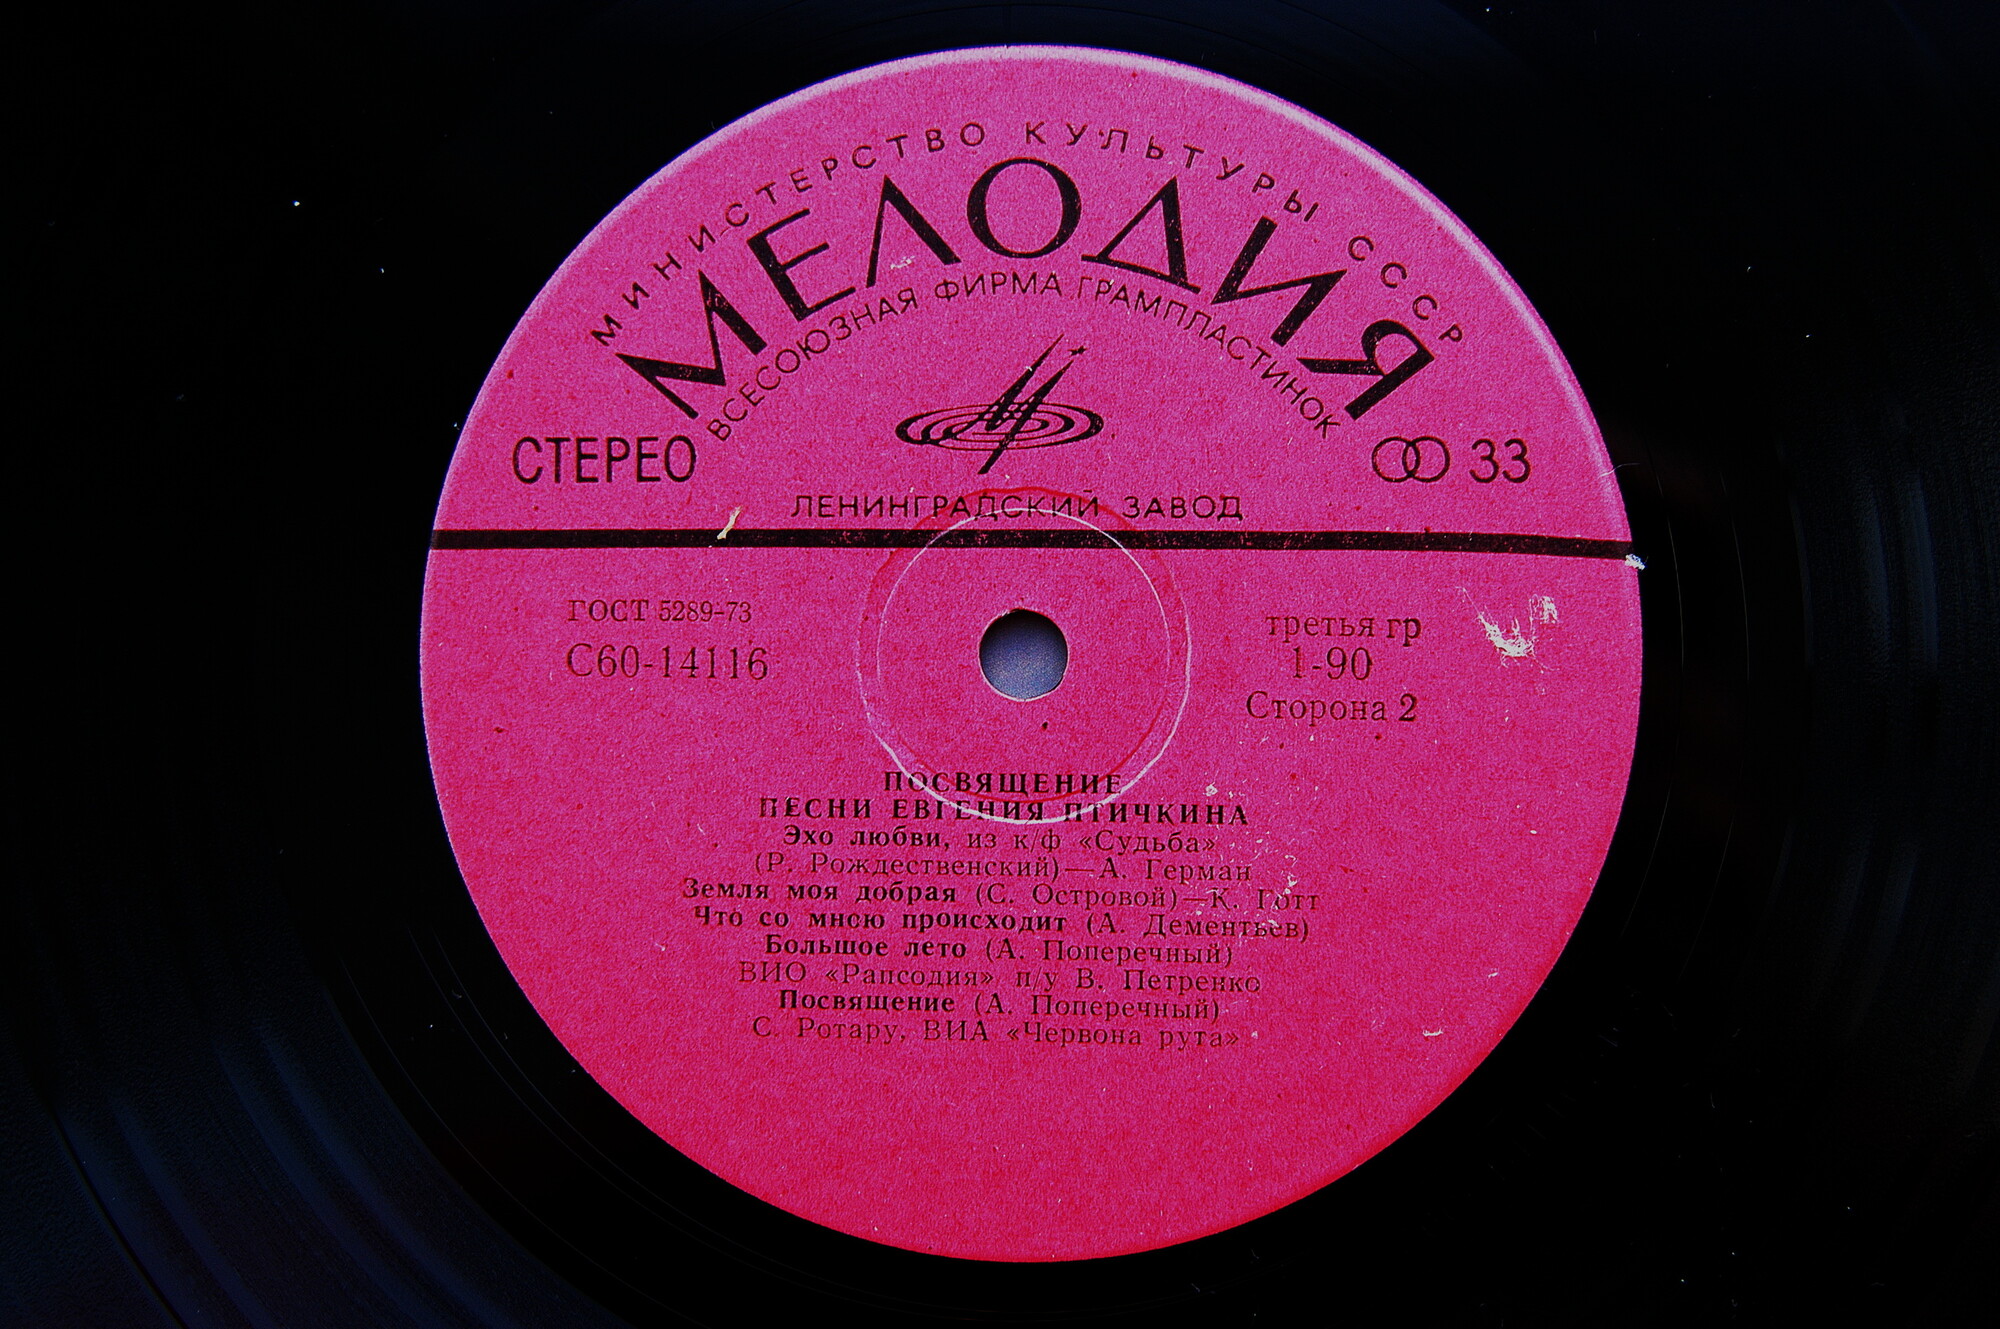 МИНИСТЕРСТВО КУЛЬТУРЫ СССР
МЕЛОДИЯ
ВСЕСОЮЗНАЯ ФИРМА ГРАМПЛАСТИНОК
СТЕРЕО
33
ЛЕНИНГРАДСКИЙ ЗАВОД
ГОСТ 5289-73
С60-14116
третья гр
1-90
Сторона 2
ПОСВЯЩЕНИЕ
ПЕСНИ ЕВГЕНИЯ ПТИЧКИНА
Эхо любви, из к/ф «Судьба»
(Р. Рождественский)—А. Герман
Земля моя добрая (С. Островой)—К. Готт
Что со мною происходит (А. Дементьев)
Большое лето (А. Поперечный)
ВИО «Рапсодия» п/у В. Петренко
Посвящение (А. Поперечный)
С. Ротару, ВИА «Червона рута»